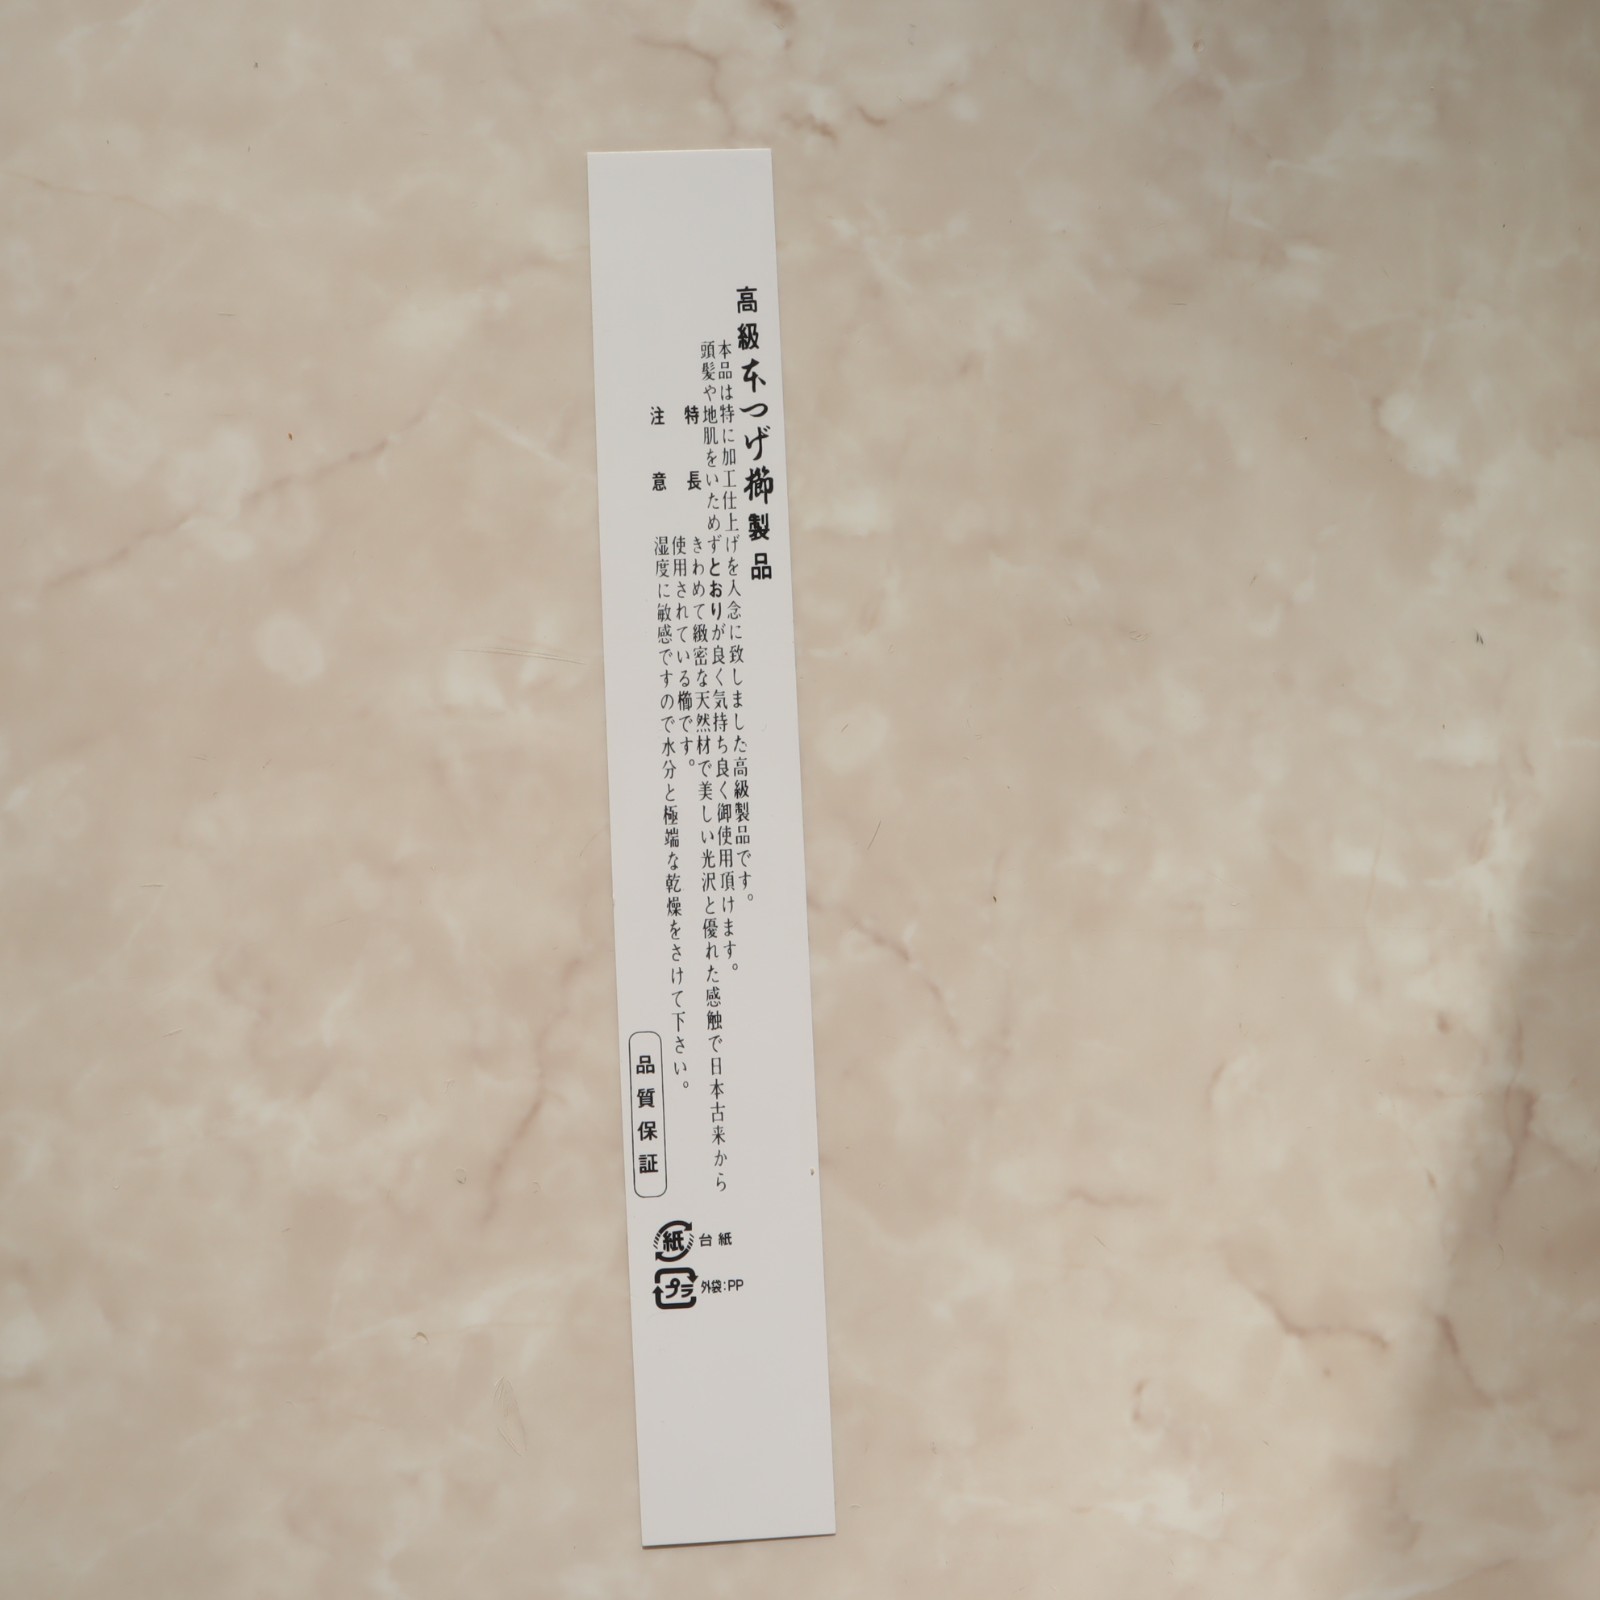 高級本つげ櫛製品
本品は特に加工仕上げを入念に致しました高級製品です。
頭髪や地肌をいためずとおりが良く気持ち良く御使用頂けます。
特長 きわめて緻密な天然材で美しい光沢と優れた感触で日本古来から
使用されている櫛です。
注意 湿度に敏感ですので水分と極端な乾燥をさけて下さい。
品質保証
紙 台紙
プラ 外袋:PP